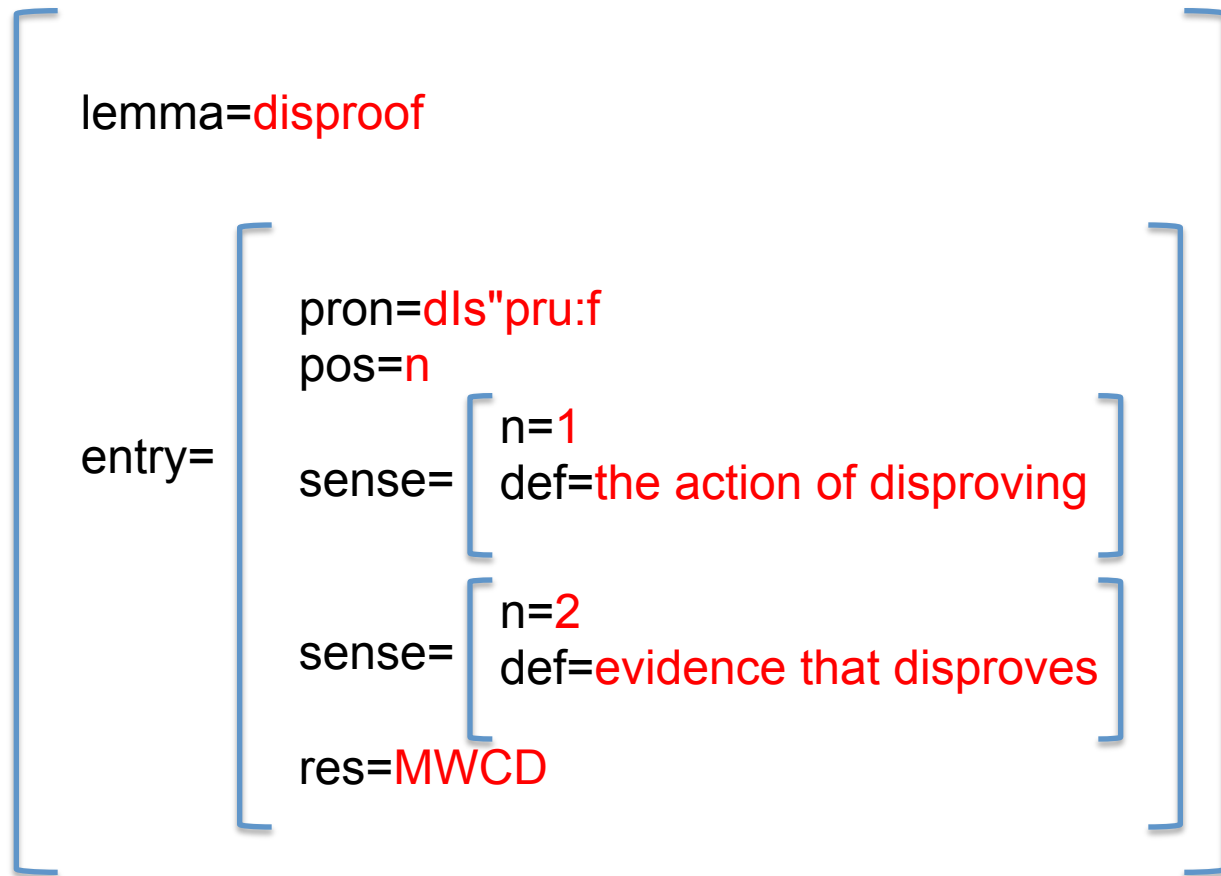 lemma=disproof
pron=dIs"pru:f
pos=n
entry=
sense=
n=1
def=the action of disproving
sense=
n=2
def=evidence that disproves
res=MWCD